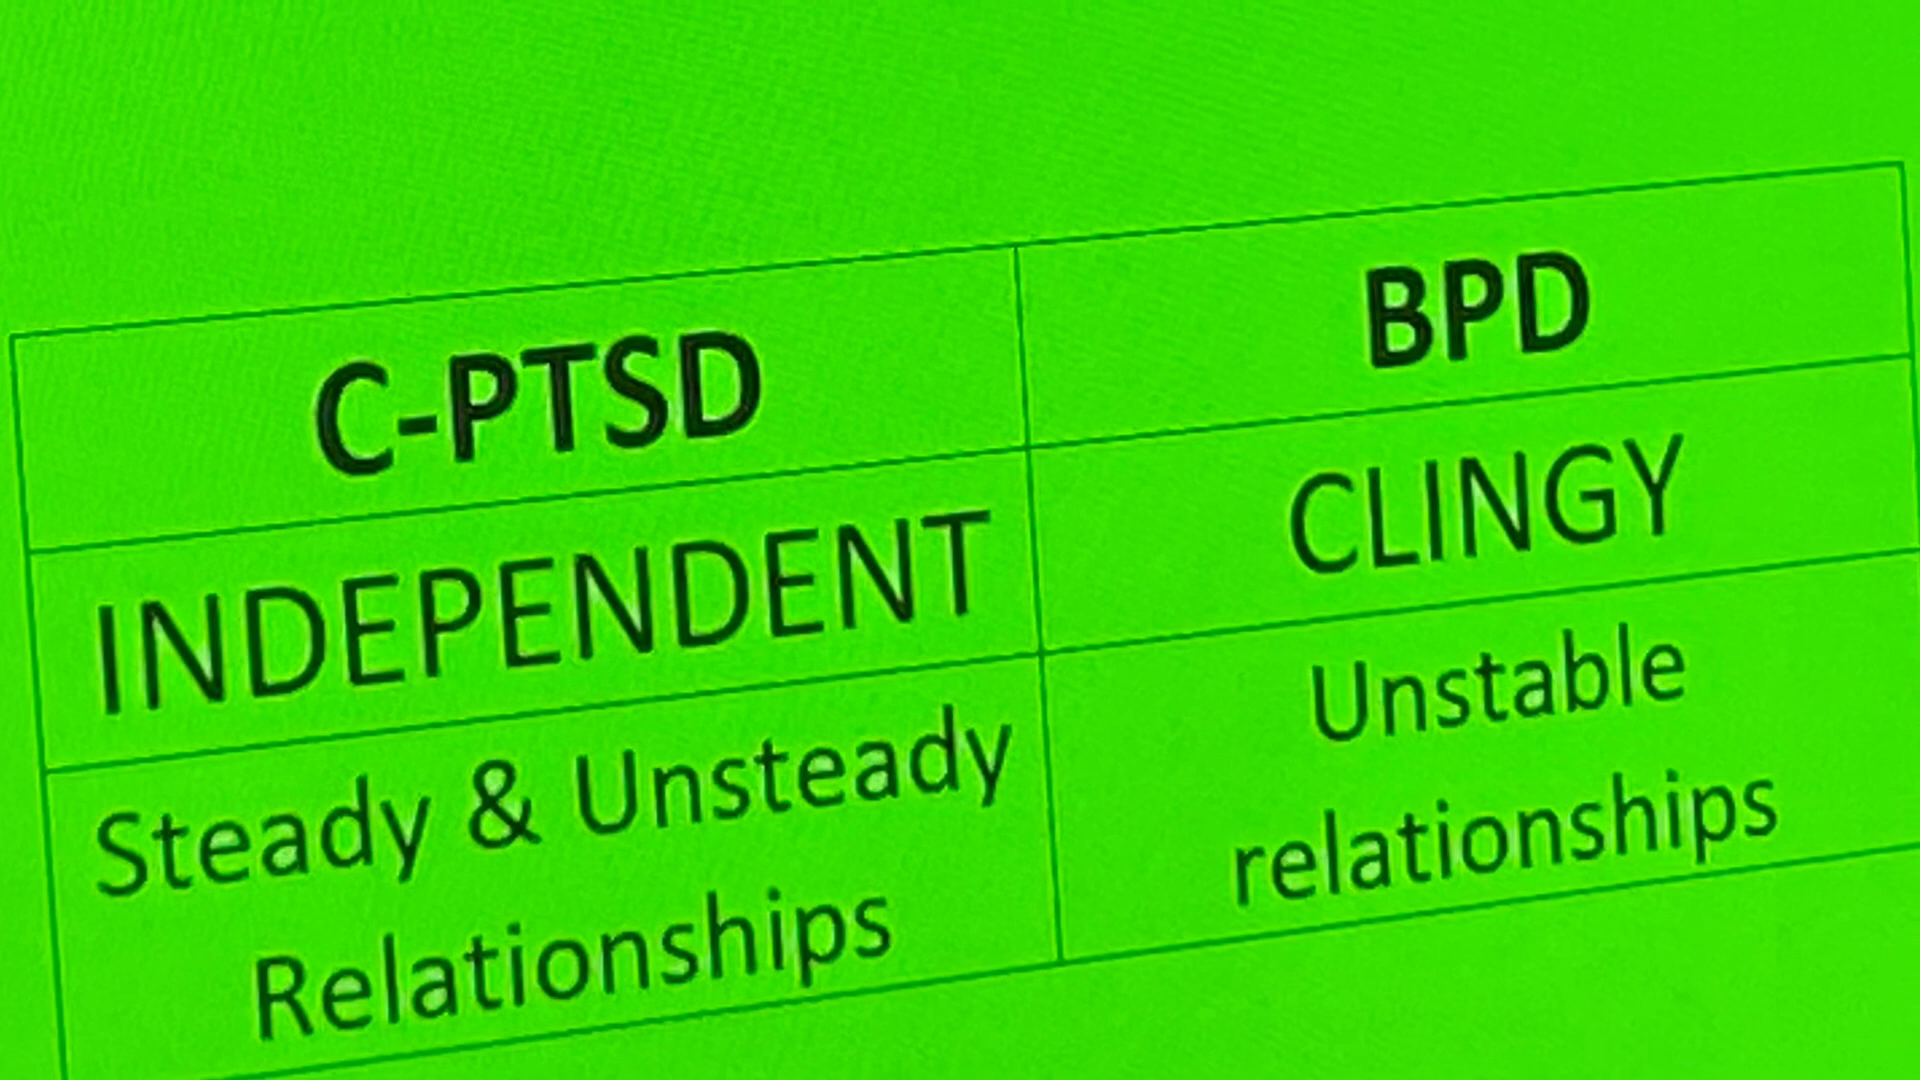 C-PTSD
BPD
INDEPENDENT
CLINGY
Steady & Unsteady
Relationships
Unstable
relationships